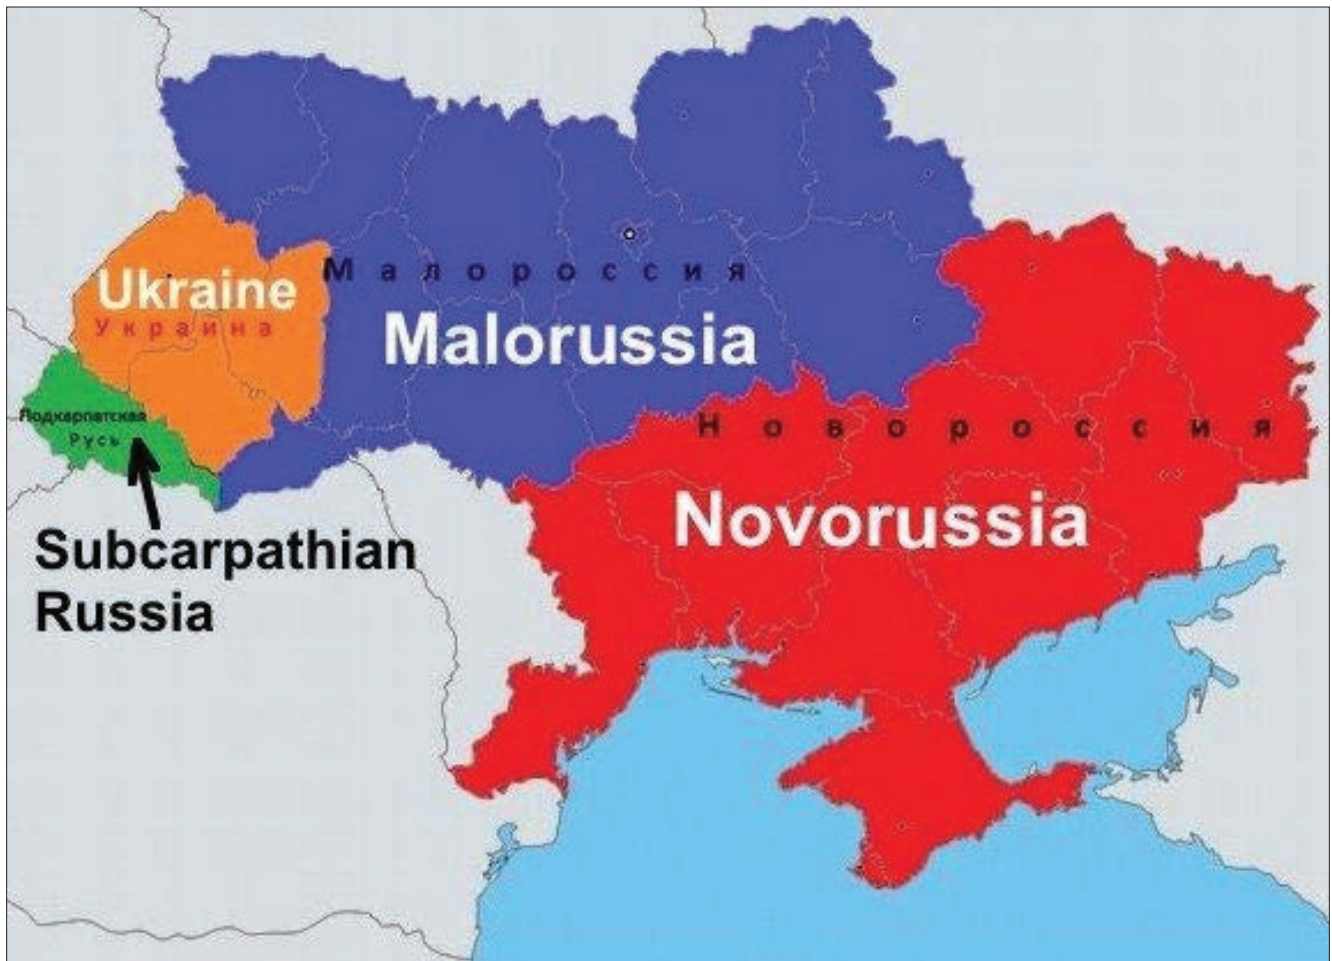 Малороссия
Ukraine
Украина
Malorussia
Подкарпатская
Русь
Новороссия
Novorussia
Subcarpathian
Russia